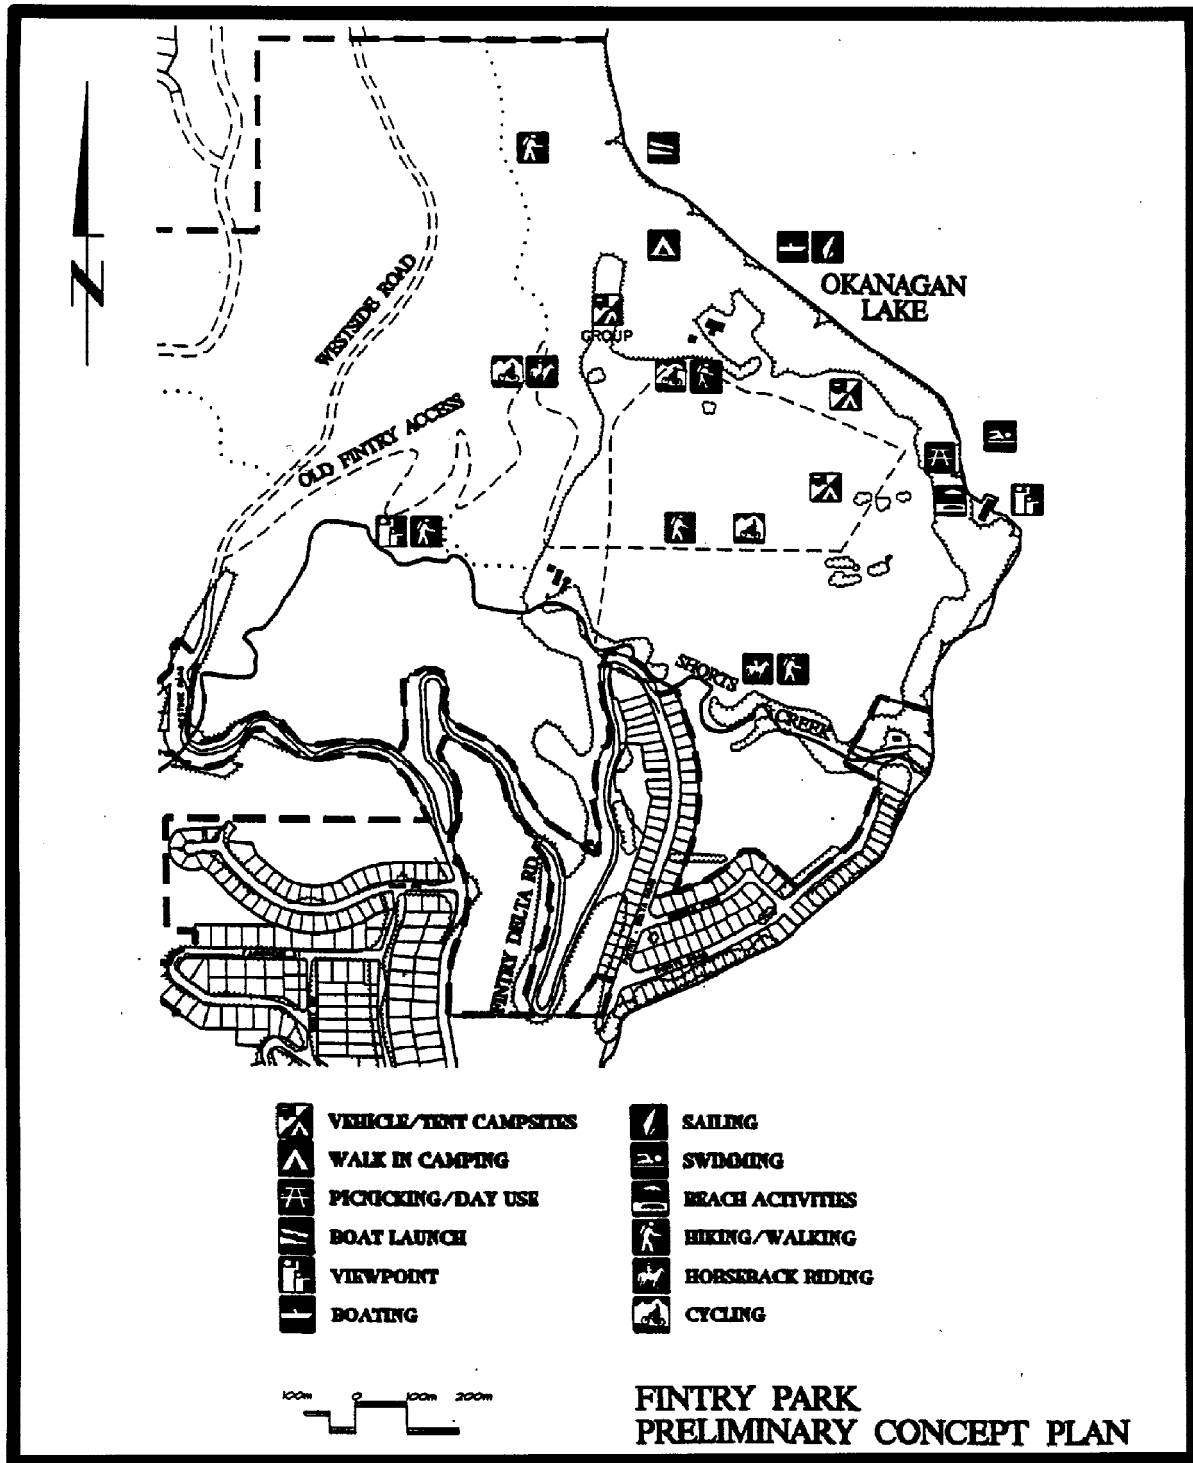 WESTSIDE ROAD
OKANAGAN
LAKE
GROUP
OLD FINTRY ACCESS
SHORTS
CREEK
FINTRY DELTA RD
N
VEHICLE/TENT CAMPSITES
WALK IN CAMPING
PICNICKING/DAY USE
BOAT LAUNCH
VIEWPOINT
BOATING
SAILING
SWIMMING
BEACH ACTIVITIES
HIKING/WALKING
HORSEBACK RIDING
CYCLING
100m 0 100m 200m
FINTRY PARK
PRELIMINARY CONCEPT PLAN